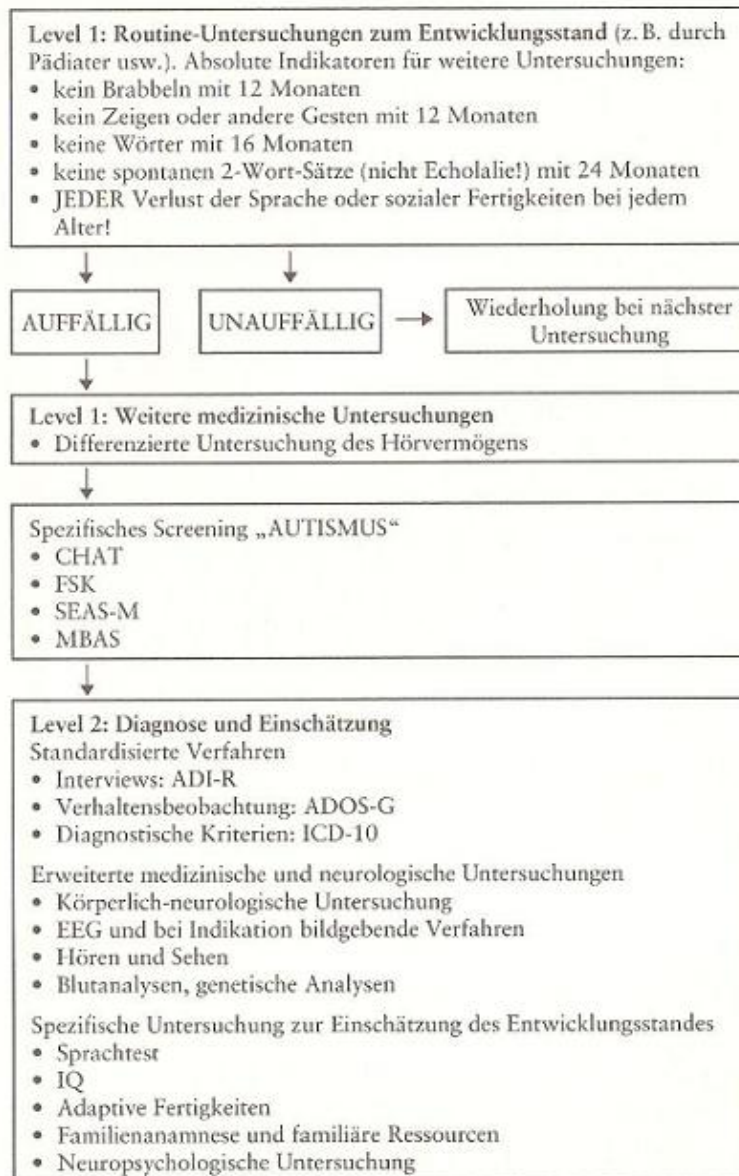 Level 1: Routine-Untersuchungen zum Entwicklungsstand (z. B. durch
Pädiater usw.). Absolute Indikatoren für weitere Untersuchungen:
• kein Brabbeln mit 12 Monaten
• kein Zeigen oder andere Gesten mit 12 Monaten
• keine Wörter mit 16 Monaten
• keine spontanen 2-Wort-Sätze (nicht Echolalie!) mit 24 Monaten
• JEDER Verlust der Sprache oder sozialer Fertigkeiten bei jedem
Alter!
AUFFÄLLIG
UNAUFFÄLLIG
Wiederholung bei nächster
Untersuchung
Level 1: Weitere medizinische Untersuchungen
• Differenzierte Untersuchung des Hörvermögens
Spezifisches Screening „AUTISMUS“
• CHAT
• FSK
• SEAS-M
• MBAS
Level 2: Diagnose und Einschätzung
Standardisierte Verfahren
• Interviews: ADI-R
• Verhaltensbeobachtung: ADOS-G
• Diagnostische Kriterien: ICD-10
Erweiterte medizinische und neurologische Untersuchungen
• Körperlich-neurologische Untersuchung
• EEG und bei Indikation bildgebende Verfahren
• Hören und Sehen
• Blutanalysen, genetische Analysen
Spezifische Untersuchung zur Einschätzung des Entwicklungsstandes
• Sprachtest
• IQ
• Adaptive Fertigkeiten
• Familienanamnese und familiäre Ressourcen
• Neuropsychologische Untersuchung